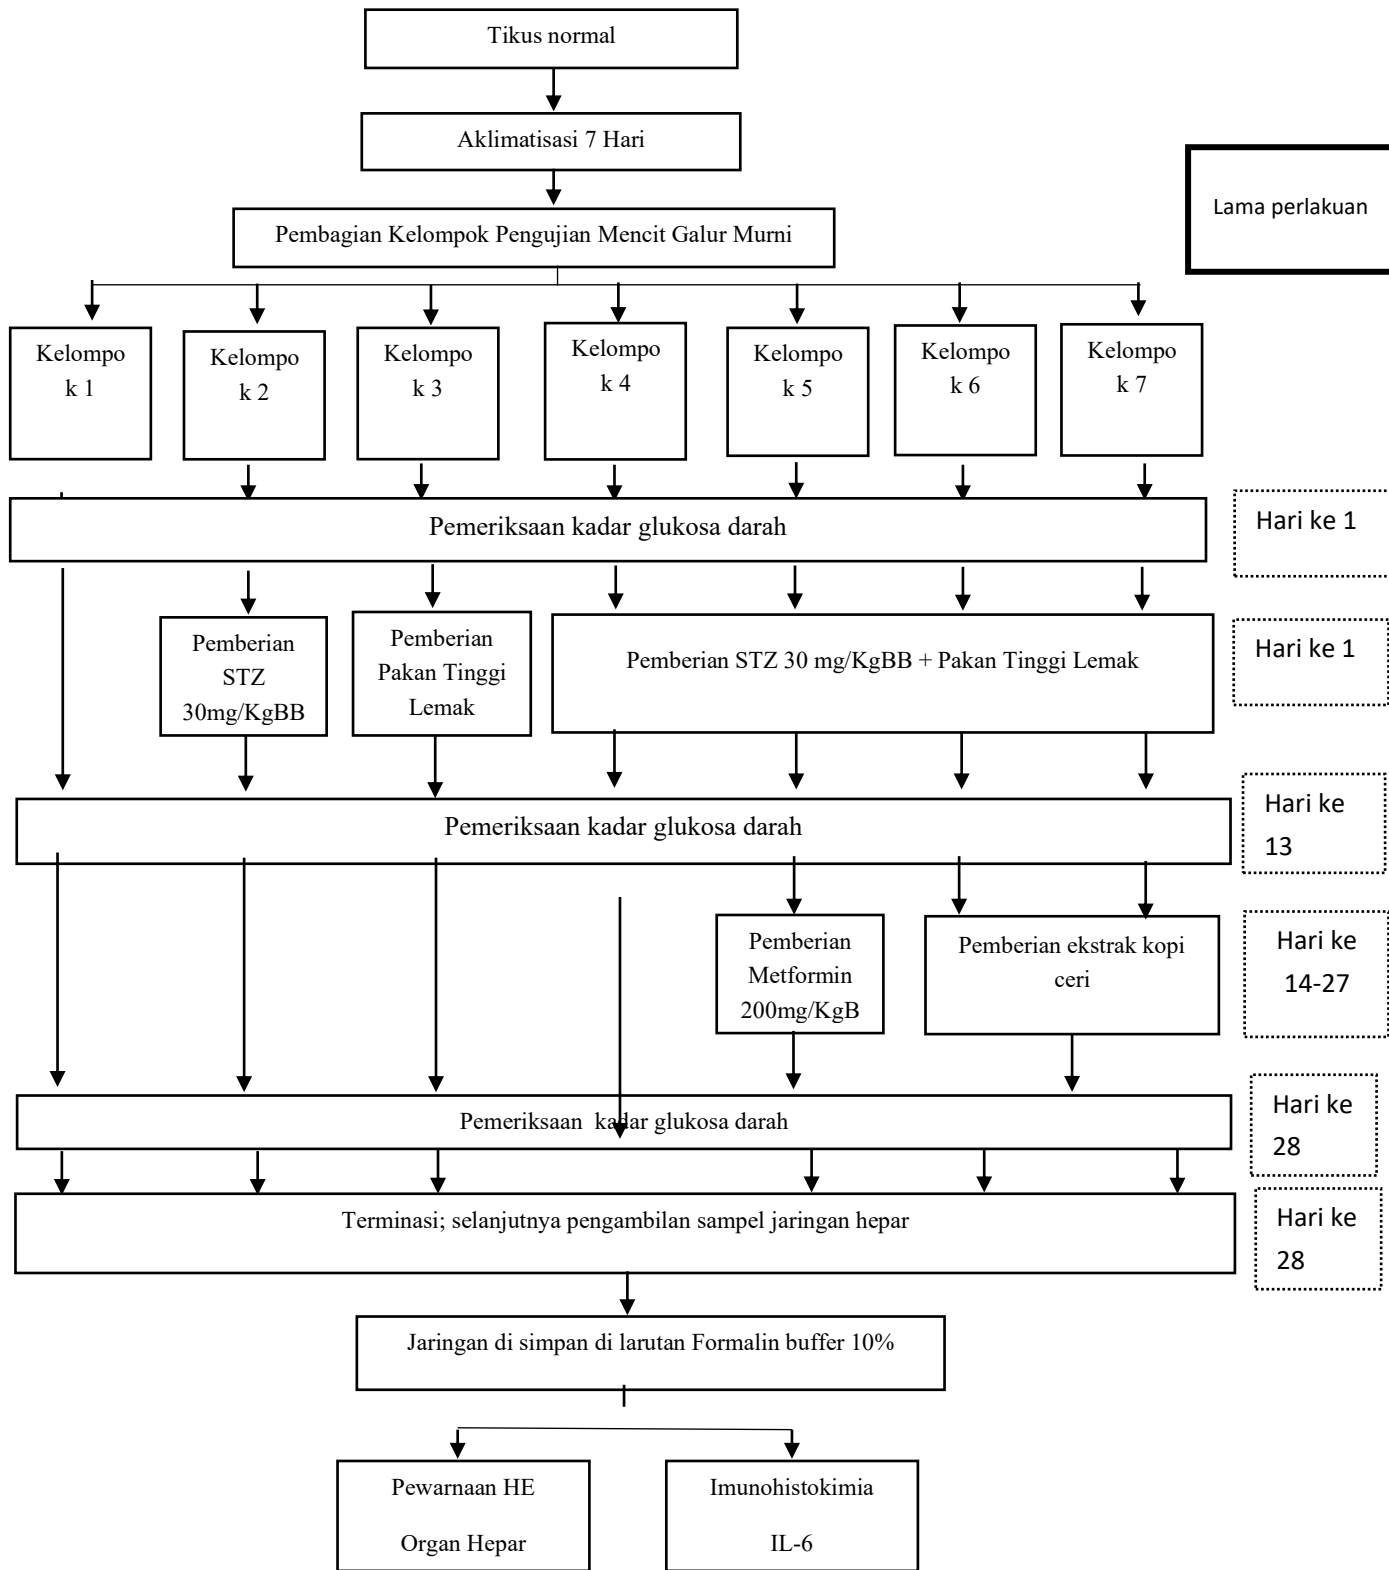 Tikus normal
Aklimatisasi 7 Hari
Lama perlakuan
Pembagian Kelompok Pengujian Mencit Galur Murni
Kelompo
k 1
Kelompo
k 2
Kelompo
k 3
Kelompo
k 4
Kelompo
k 5
Kelompo
k 6
Kelompo
k 7
Pemeriksaan kadar glukosa darah
Hari ke 1
Pemberian
STZ
30mg/KgBB
Pemberian
Pakan Tinggi
Lemak
Pemberian STZ 30 mg/KgBB + Pakan Tinggi Lemak
Hari ke 1
Pemeriksaan kadar glukosa darah
Hari ke
13
Pemberian
Metformin
200mg/KgB
Pemberian ekstrak kopi
ceri
Hari ke
14-27
Pemeriksaan kadar glukosa darah
Hari ke
28
Terminasi; selanjutnya pengambilan sampel jaringan hepar
Hari ke
28
Jaringan di simpan di larutan Formalin buffer 10%
Pewarnaan HE
Organ Hepar
Imunohistokimia
IL-6